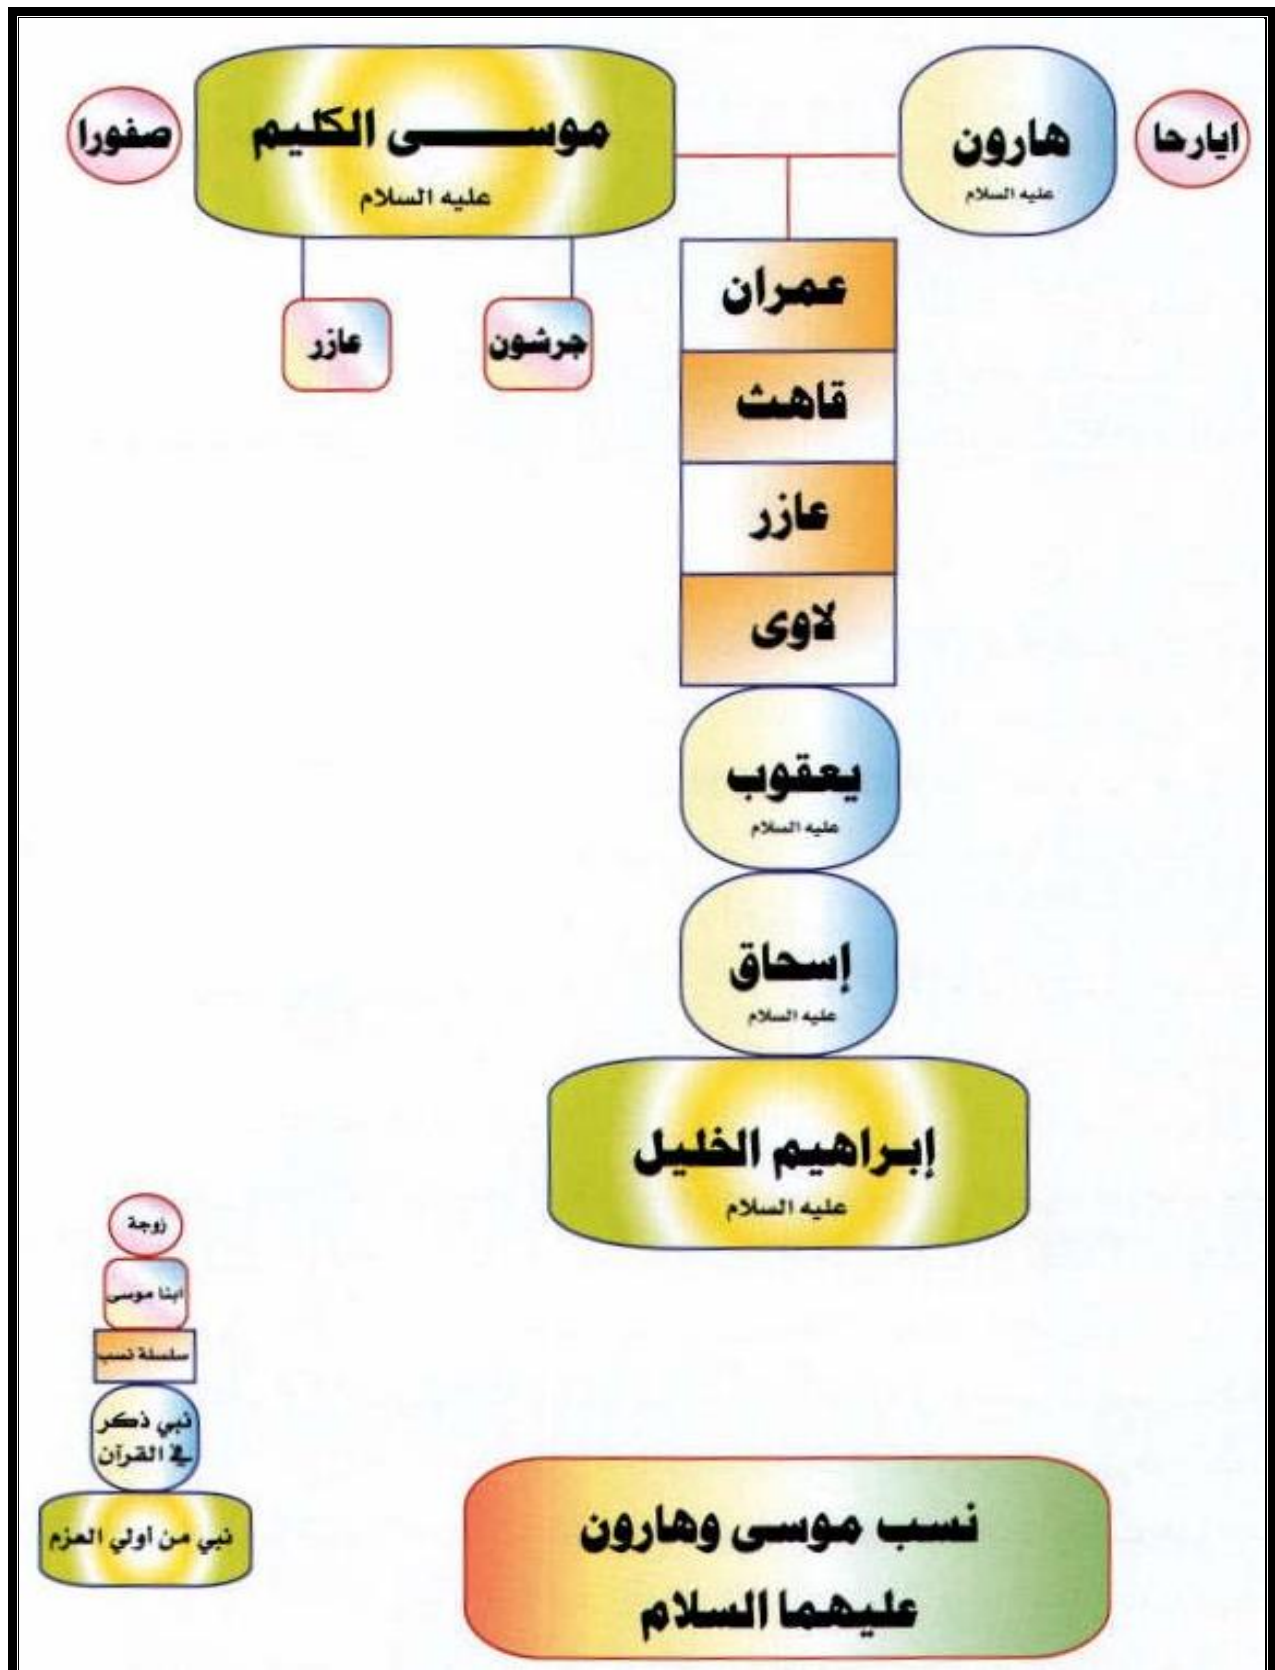 ايارحا
هارون
عليه السلام
موســـــى الكليم
عليه السلام
صفورا
جرشون
عازر
عمران
قاهث
عازر
لاوى
يعقوب
عليه السلام
إسحاق
عليه السلام
إبراهيم الخليل
عليه السلام
زوجة
ابنا موسى
سلسلة نسب
نبي ذكر
في القرآن
نبي من أولي العزم
نسب موسى وهارون
عليهما السلام